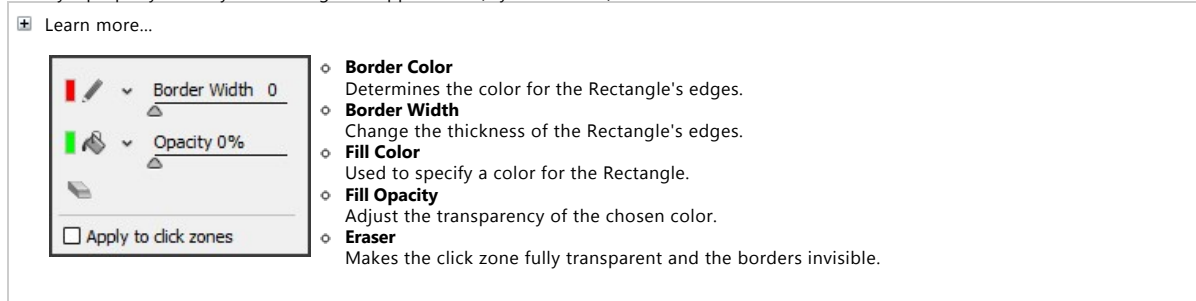 Learn more...
Border Width 0
Opacity 0%
Apply to click zones
Border Color
Determines the color for the Rectangle's edges.
Border Width
Change the thickness of the Rectangle's edges.
Fill Color
Used to specify a color for the Rectangle.
Fill Opacity
Adjust the transparency of the chosen color.
Eraser
Makes the click zone fully transparent and the borders invisible.